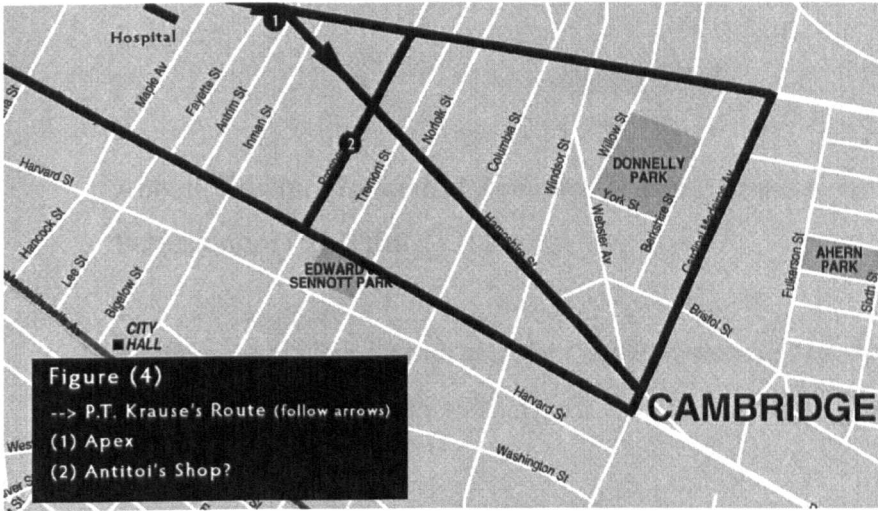 1
Hospital
Maple Av
Fayette St
Antrim St
Inman St
Harvard St
Hancock St
Lee St
Bigelow St
CITY
HALL
2
Tremont St
Norfolk St
Columbia St
Windsor St
Willow St
York St
Webster Av
Berkshire St
DONNELLY
PARK
Hampshire St
EDWARD
SENNOTT PARK
Cardinal Medeiros Av
Bristol St
Fulkerson St
AHERN
PARK
Sixth St
Harvard St
Washington St
CAMBRIDGE
Figure (4)
--> P.T. Krause's Route (follow arrows)
(1) Apex
(2) Antitoi's Shop?